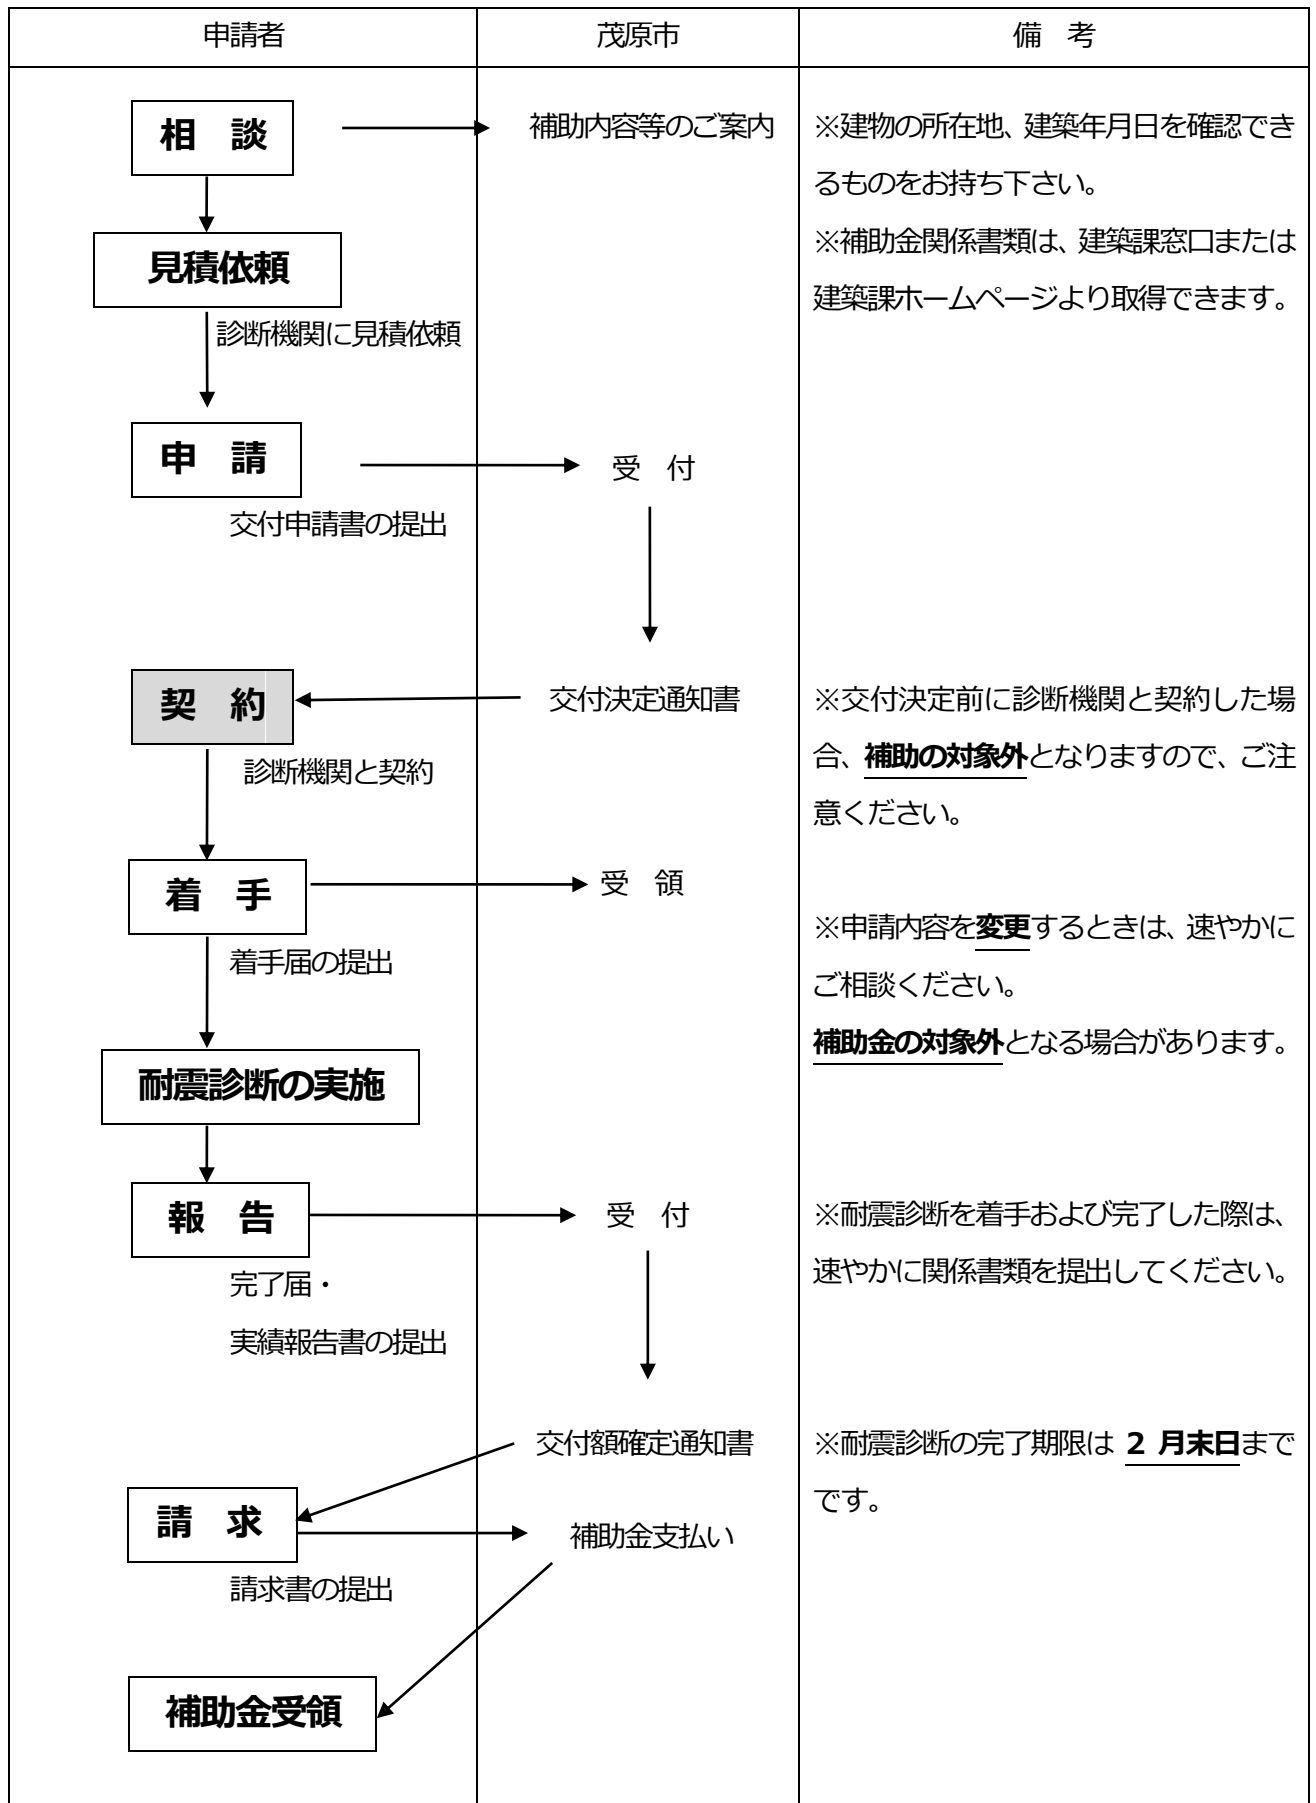 申請者
茂原市
備　考
相　談
補助内容等のご案内
※建物の所在地、建築年月日を確認でき
るものをお持ち下さい。
※補助金関係書類は、建築課窓口または
建築課ホームページより取得できます。
見積依頼
診断機関に見積依頼
申　請
受　付
交付申請書の提出
契　約
交付決定通知書
※交付決定前に診断機関と契約した場
合、補助の対象外となりますので、ご注
意ください。
診断機関と契約
着　手
受　領
着手届の提出
※申請内容を変更するときは、速やかに
ご相談ください。
補助金の対象外となる場合があります。
耐震診断の実施
報　告
受　付
※耐震診断を着手および完了した際は、
速やかに関係書類を提出してください。
完了届・
実績報告書の提出
交付額確定通知書
※耐震診断の完了期限は 2 月末日まで
です。
請　求
補助金支払い
請求書の提出
補助金受領